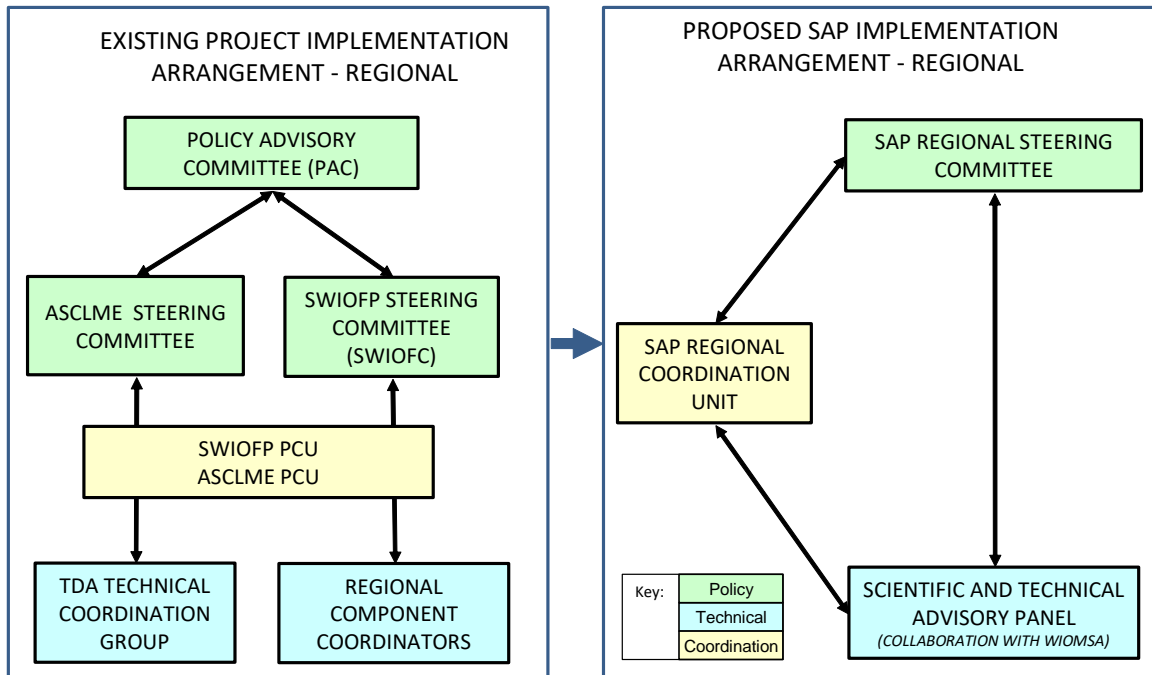 EXISTING PROJECT IMPLEMENTATION
ARRANGEMENT - REGIONAL
POLICY ADVISORY
COMMITTEE (PAC)
ASCLME STEERING
COMMITTEE
SWIOFP STEERING
COMMITTEE
(SWIOFC)
SWIOFP PCU
ASCLME PCU
TDA TECHNICAL
COORDINATION
GROUP
REGIONAL
COMPONENT
COORDINATORS
PROPOSED SAP IMPLEMENTATION
ARRANGEMENT - REGIONAL
SAP REGIONAL STEERING
COMMITTEE
SAP REGIONAL
COORDINATION
UNIT
SCIENTIFIC AND TECHNICAL
ADVISORY PANEL
(COLLABORATION WITH WIOMSA)
Key:
Policy
Technical
Coordination